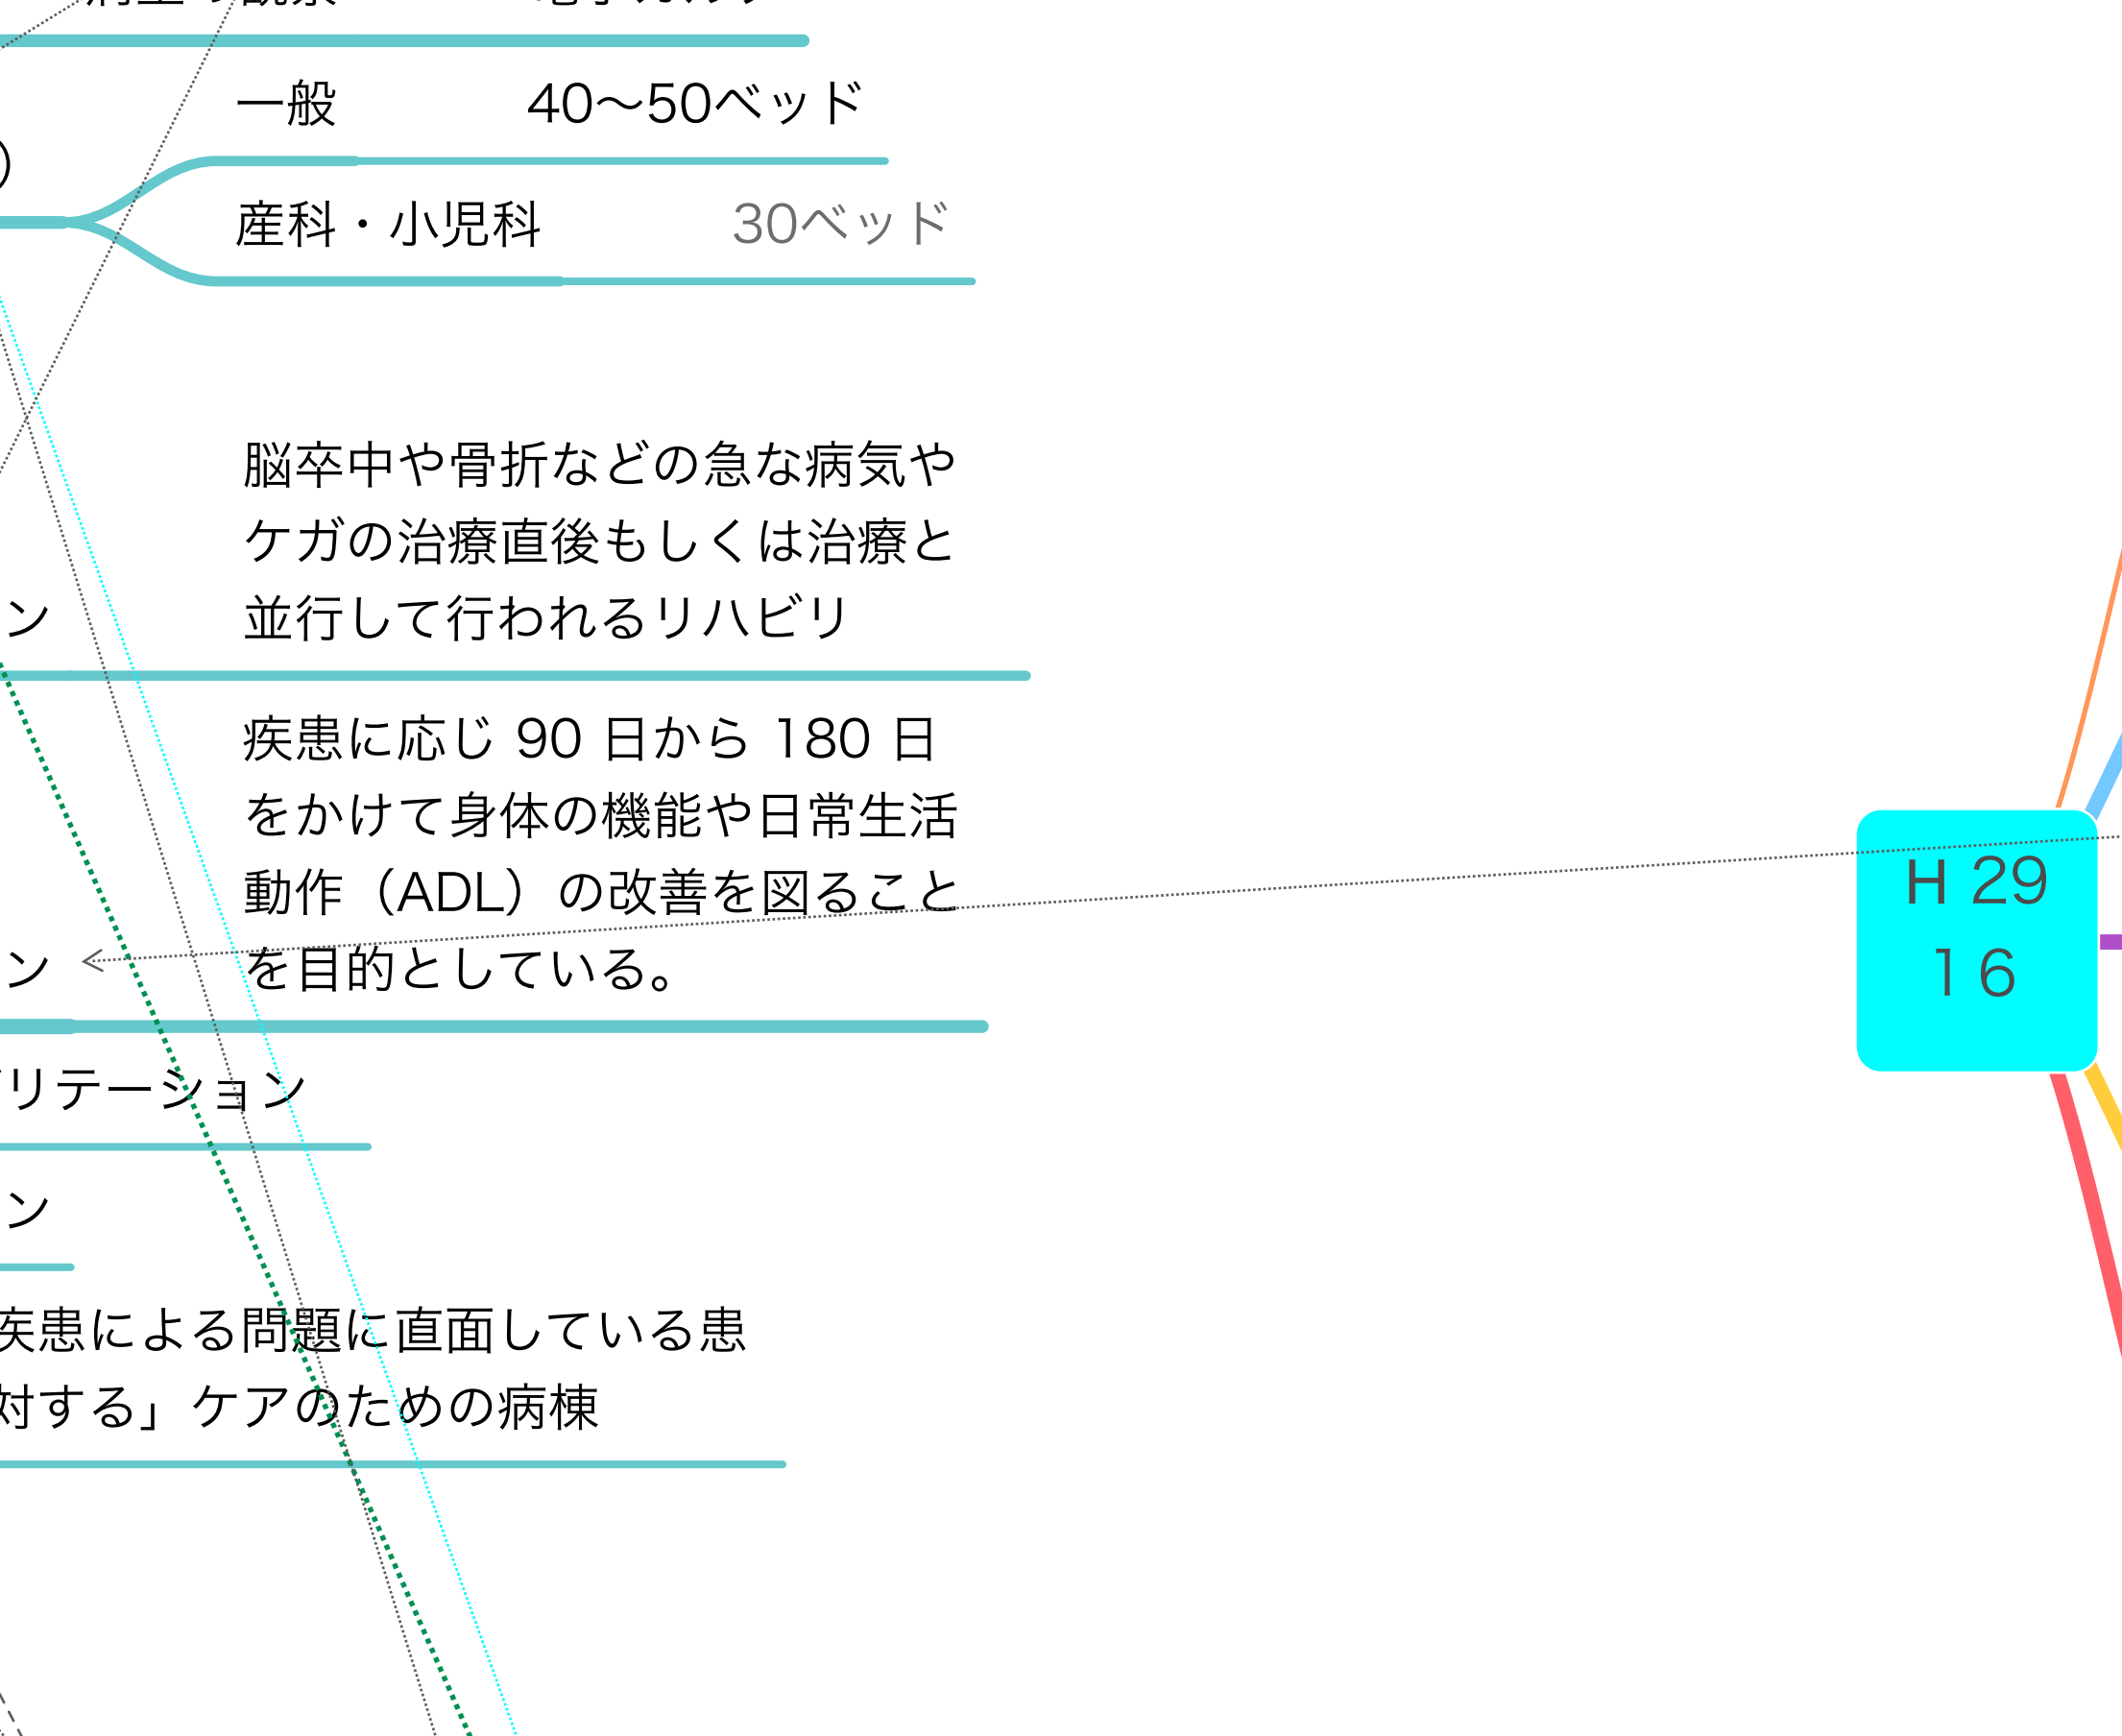 一般
40〜50ベッド
産科・小児科
30ベッド
脳卒中や骨折などの急な病気や
ケガの治療直後もしくは治療と
並行して行われるリハビリ
ン
疾患に応じ 90 日から 180 日
をかけて身体の機能や日常生活
動作（ADL）の改善を図ること
を目的としている。
ン
リテーション
ン
疾患による問題に直面している患
対する」ケアのための病棟
H 29
16